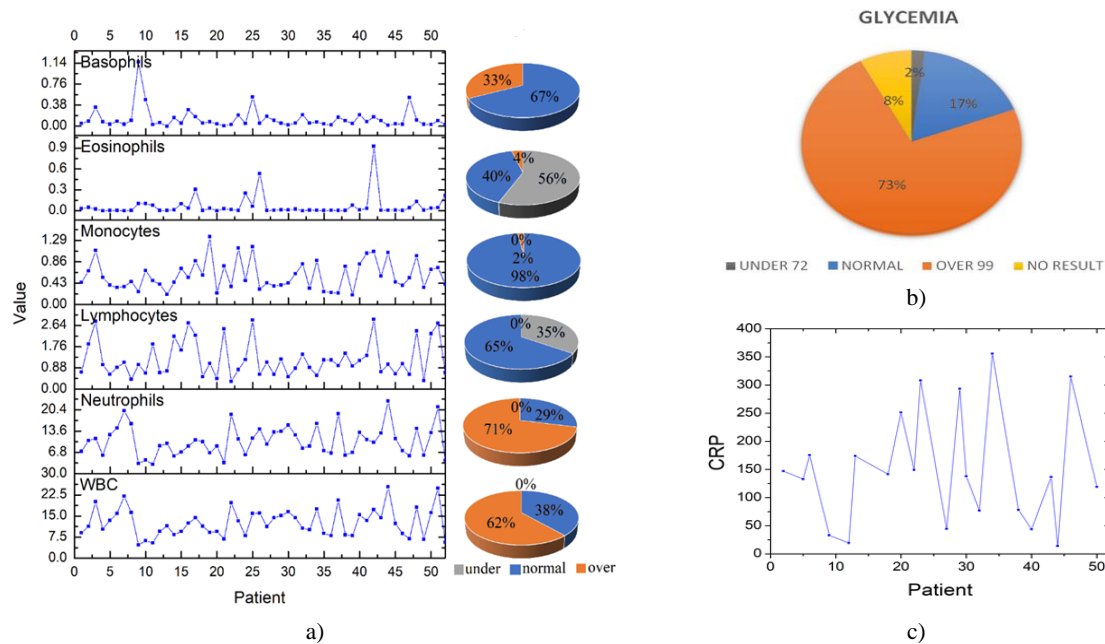 0 5 10 15 20 25 30 35 40 45 50
Basophils
1.14
0.76
0.38
0.00
33%
67%
Eosinophils
0.9
0.6
0.3
0.0
4%
40%
56%
Monocytes
1.29
0.86
0.43
0.00
0%
2%
98%
Lymphocytes
2.64
1.76
0.88
0.00
0%
35%
65%
Neutrophils
20.4
13.6
6.8
30.0
0%
29%
71%
WBC
22.5
15.0
7.5
0.0
0%
38%
62%
Value
0 5 10 15 20 25 30 35 40 45 50
Patient
under normal over
a)
GLYCEMIA
2%
17%
8%
73%
UNDER 72 NORMAL OVER 99 NO RESULT
b)
400
350
300
250
200
150
100
50
0
CRP
0 10 20 30 40 50
Patient
c)